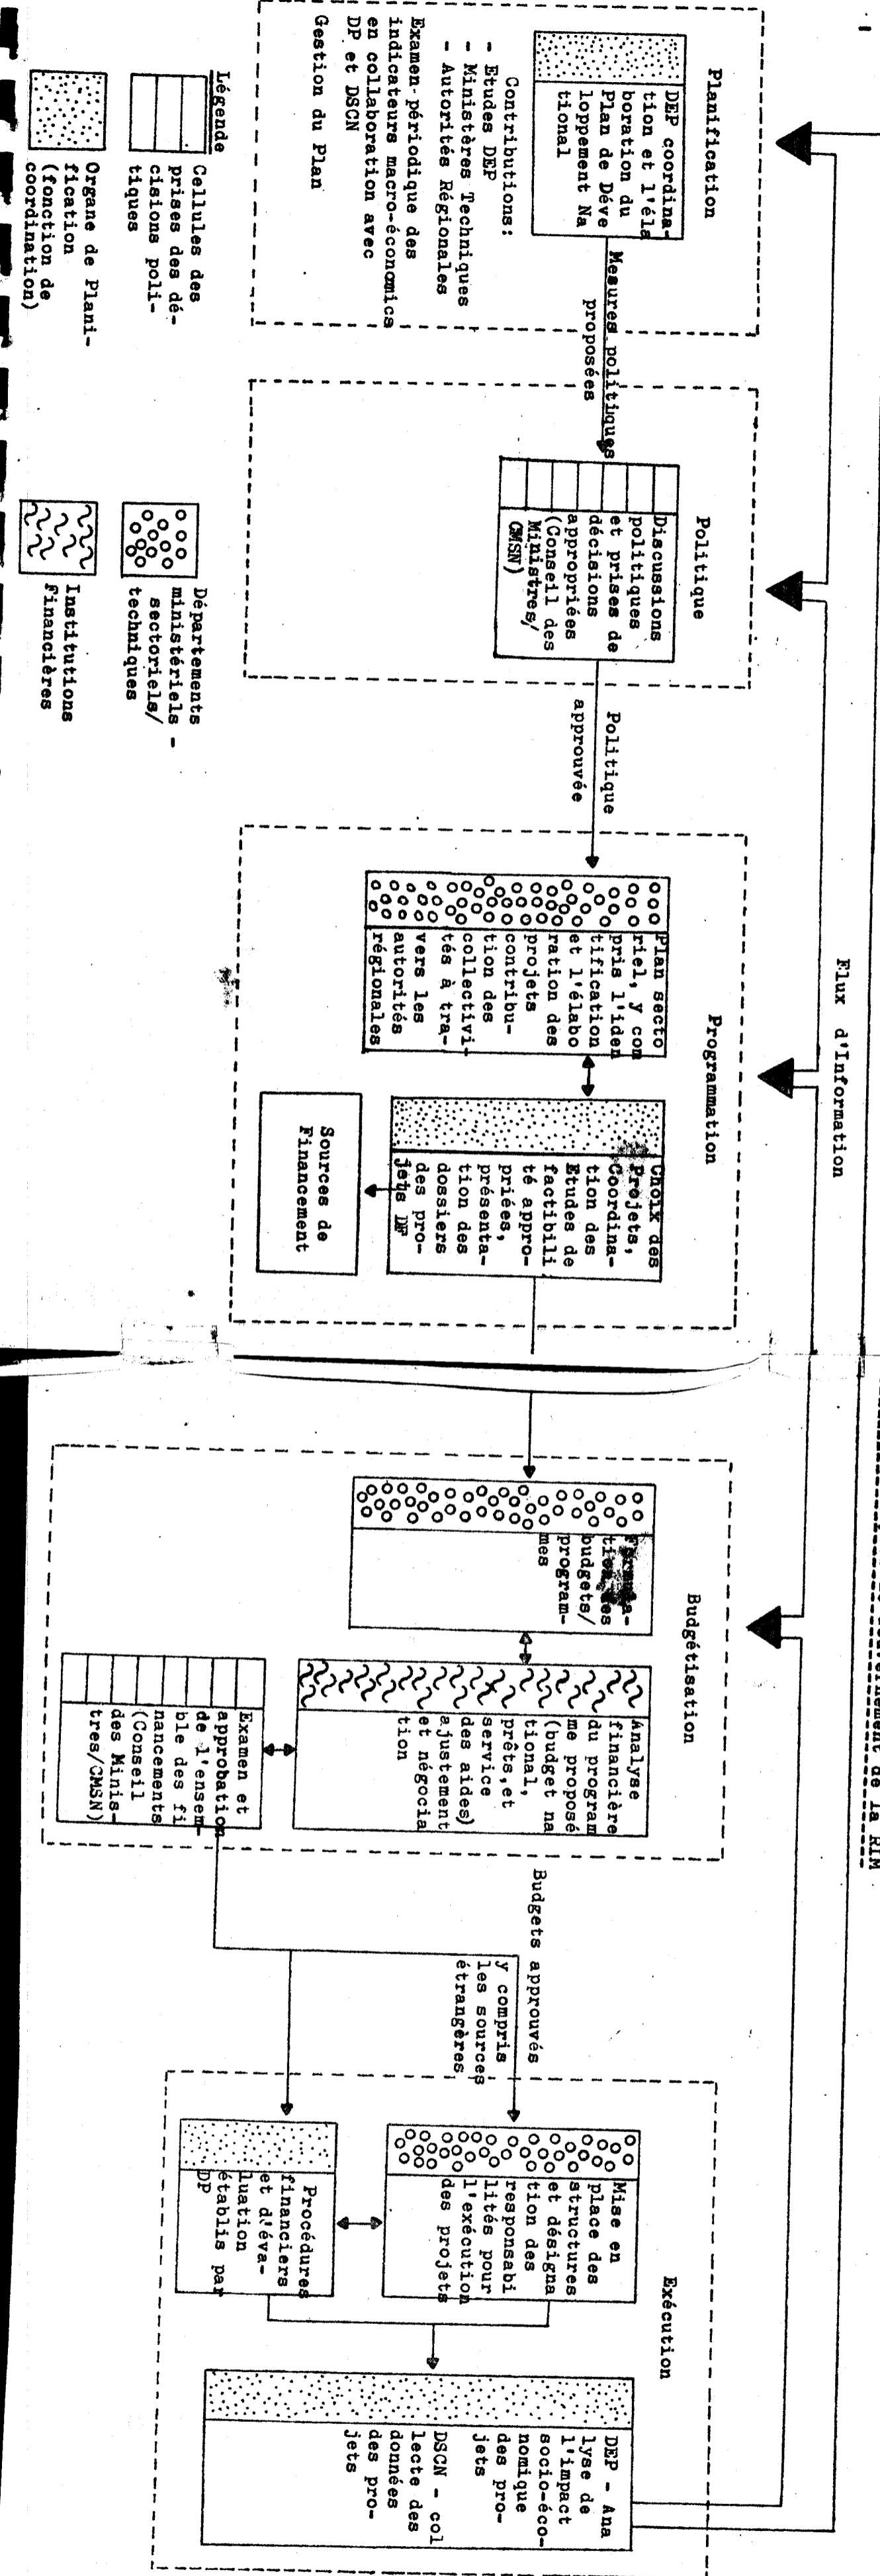 Gouvernement de la RIM
Flux d'Information
Planification
DEP coordina-
tion et l'éla
boration du
Plan de Déve
loppement Na
tional
Contributions:
- Etudes DEP
- Ministères Techniques
- Autorités Régionales
Examen périodique des
indicateurs macro-économics
en collaboration avec
DP et DSCN
Gestion du Plan
Mesures politiques
proposées
Politique
Discussions
politiques
et prises de
décisions
appropriées
(Conseil des
Ministres/
CMSN)
Politique
approuvée
Programmation
Plan secto
riel, y com
pris l'iden
tification
et l'élabo
ration des
projets
contribu-
tion des
collectivi-
tés à tra-
vers les
autorités
régionales
Choix des
Projets,
Coordina-
tion des
Etudes de
factibili
té appro-
priées,
présenta-
tion des
dossiers
des pro-
jets DF
Sources de
Financement
Budgétisation
Formula-
tion des
budgets/
program-
mes
Analyse
financière
du program
me proposé
(budget na
tional,
prêts,et
service
des aides)
ajustement
et négocia
tion
Examen et
approbation
de l'ensem-
ble des fi
nancements
(Conseil
des Minis-
tres/CMSN)
Budgets approuvés
y compris
les sources
étrangères
Exécution
Mise en
place des
structures
et désigna
tion des
responsabi
lités pour
l'exécution
des projets
Procédures
financiers
et d'éva-
luation
établis par
DP
DEP - Ana
lyse de
l'impact
socio-éco-
nomique
des pro-
jets
DSCN - col
lecte des
données
des pro-
jets
Légende
Cellules des
prises des dé-
cisions poli-
tiques
Organe de Plani-
fication
(fonction de
coordination)
Départements
ministériels -
sectoriels/
techniques
Institutions
Financières